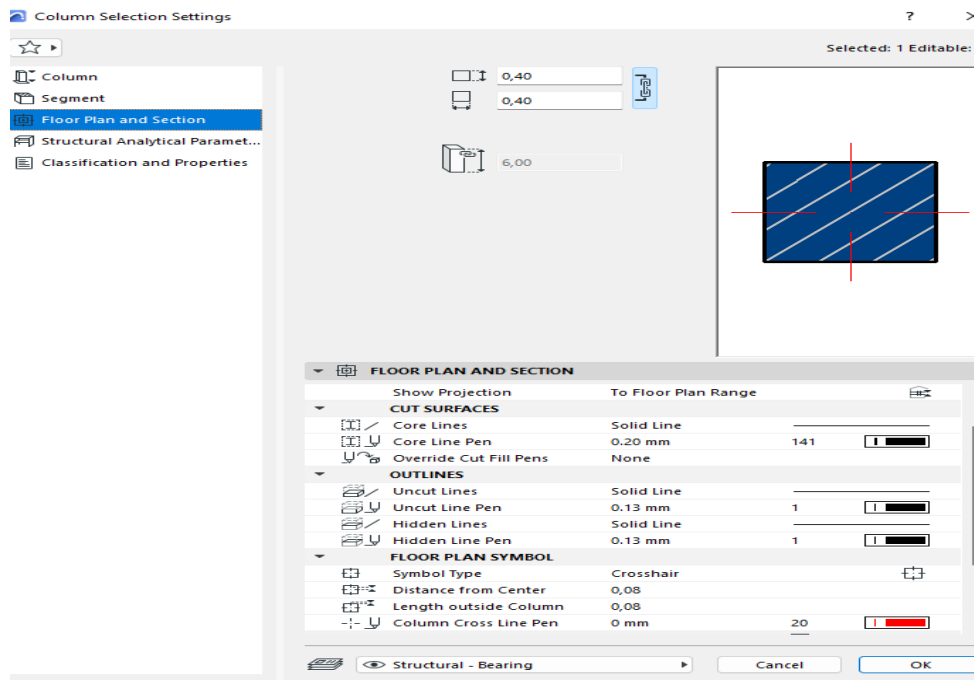 Column Selection Settings ?
Selected: 1 Editable:
Column
Segment
Floor Plan and Section
Structural Analytical Paramet...
Classification and Properties
0,40
0,40
6,00
FLOOR PLAN AND SECTION
Show Projection To Floor Plan Range
CUT SURFACES
Core Lines Solid Line
Core Line Pen 0.20 mm 141
Override Cut Fill Pens None
OUTLINES
Uncut Lines Solid Line
Uncut Line Pen 0.13 mm 1
Hidden Lines Solid Line
Hidden Line Pen 0.13 mm 1
FLOOR PLAN SYMBOL
Symbol Type Crosshair
Distance from Center 0,08
Length outside Column 0,08
Column Cross Line Pen 0 mm 20
Structural - Bearing Cancel OK